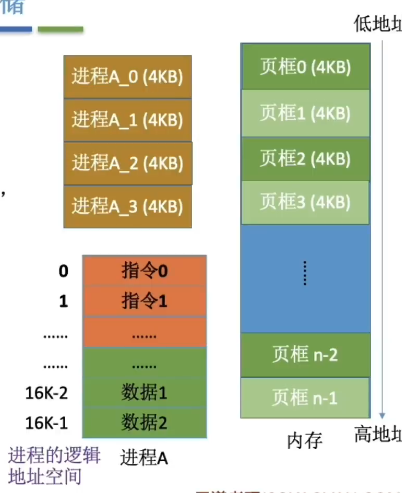 储
低地址
进程A_0 (4KB)
进程A_1 (4KB)
进程A_2 (4KB)
进程A_3 (4KB)
,
页框0 (4KB)
页框1 (4KB)
页框2 (4KB)
页框3 (4KB)
......
页框 n-2
页框 n-1
内存
高地址
0 指令0
1 指令1
...... ......
...... ......
16K-2 数据1
16K-1 数据2
进程的逻辑
地址空间
进程A